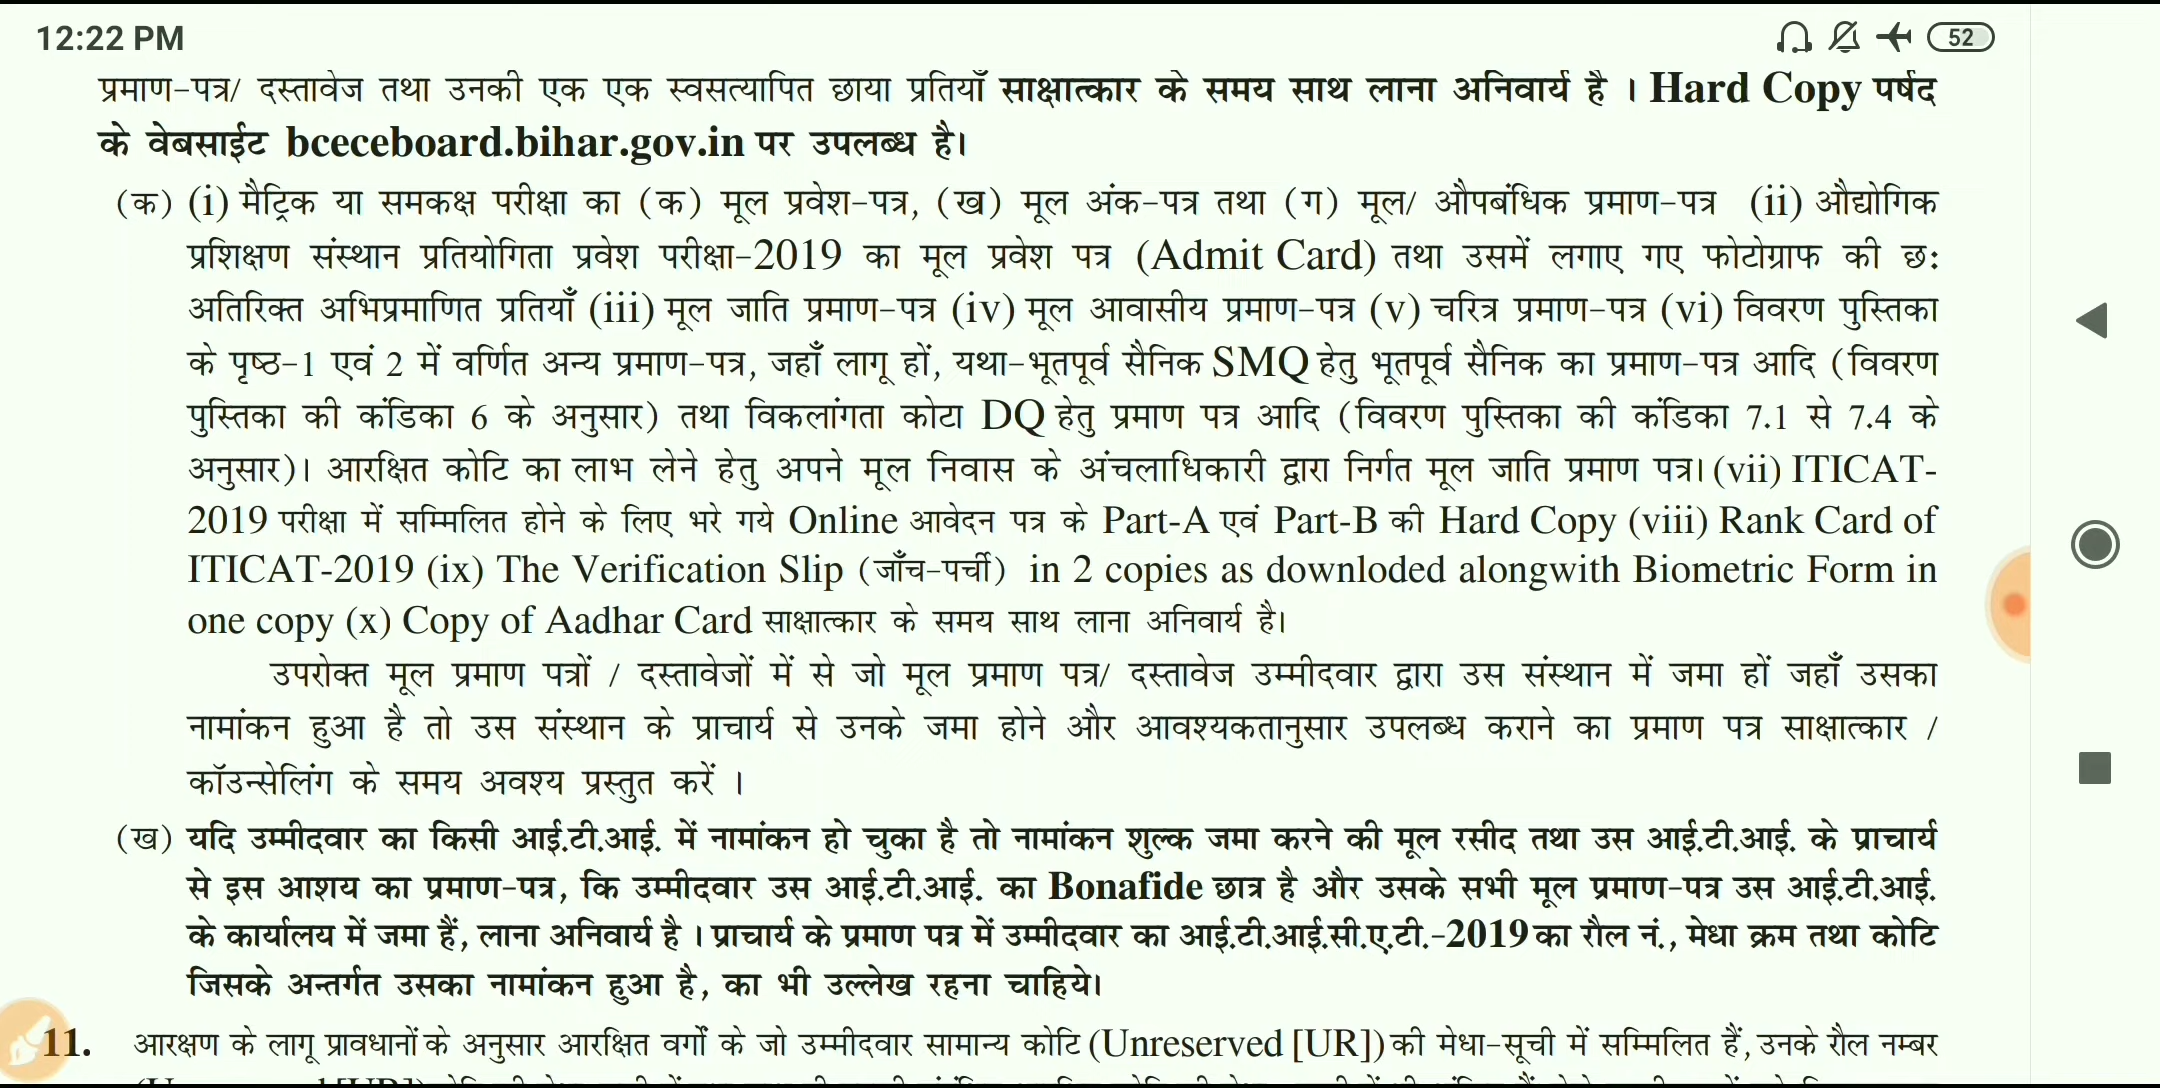 12:22 PM
52
प्रमाण-पत्र/ दस्तावेज तथा उनकी एक एक स्वसत्यापित छाया प्रतियाँ साक्षात्कार के समय साथ लाना अनिवार्य है । Hard Copy पर्षद
के वेबसाईट bceceboard.bihar.gov.in पर उपलब्ध है।
(क) (i) मैट्रिक या समकक्ष परीक्षा का (क) मूल प्रवेश-पत्र, (ख) मूल अंक-पत्र तथा (ग) मूल/ औपबंधिक प्रमाण-पत्र (ii) औद्योगिक
प्रशिक्षण संस्थान प्रतियोगिता प्रवेश परीक्षा-2019 का मूल प्रवेश पत्र (Admit Card) तथा उसमें लगाए गए फोटोग्राफ की छः
अतिरिक्त अभिप्रमाणित प्रतियाँ (iii) मूल जाति प्रमाण-पत्र (iv) मूल आवासीय प्रमाण-पत्र (v) चरित्र प्रमाण-पत्र (vi) विवरण पुस्तिका
के पृष्ठ-1 एवं 2 में वर्णित अन्य प्रमाण-पत्र, जहाँ लागू हों, यथा-भूतपूर्व सैनिक SMQ हेतु भूतपूर्व सैनिक का प्रमाण-पत्र आदि (विवरण
पुस्तिका की कंडिका 6 के अनुसार) तथा विकलांगता कोटा DQ हेतु प्रमाण पत्र आदि (विवरण पुस्तिका की कंडिका 7.1 से 7.4 के
अनुसार)। आरक्षित कोटि का लाभ लेने हेतु अपने मूल निवास के अंचलाधिकारी द्वारा निर्गत मूल जाति प्रमाण पत्र। (vii) ITICAT-
2019 परीक्षा में सम्मिलित होने के लिए भरे गये Online आवेदन पत्र के Part-A एवं Part-B की Hard Copy (viii) Rank Card of
ITICAT-2019 (ix) The Verification Slip (जाँच-पर्ची) in 2 copies as downloded alongwith Biometric Form in
one copy (x) Copy of Aadhar Card साक्षात्कार के समय साथ लाना अनिवार्य है।
उपरोक्त मूल प्रमाण पत्रों / दस्तावेजों में से जो मूल प्रमाण पत्र/ दस्तावेज उम्मीदवार द्वारा उस संस्थान में जमा हों जहाँ उसका
नामांकन हुआ है तो उस संस्थान के प्राचार्य से उनके जमा होने और आवश्यकतानुसार उपलब्ध कराने का प्रमाण पत्र साक्षात्कार /
कॉउन्सेलिंग के समय अवश्य प्रस्तुत करें ।
(ख) यदि उम्मीदवार का किसी आई.टी.आई. में नामांकन हो चुका है तो नामांकन शुल्क जमा करने की मूल रसीद तथा उस आई.टी.आई. के प्राचार्य
से इस आशय का प्रमाण-पत्र, कि उम्मीदवार उस आई.टी.आई. का Bonafide छात्र है और उसके सभी मूल प्रमाण-पत्र उस आई.टी.आई.
के कार्यालय में जमा हैं, लाना अनिवार्य है । प्राचार्य के प्रमाण पत्र में उम्मीदवार का आई.टी.आई.सी.ए.टी.-2019 का रौल नं., मेधा क्रम तथा कोटि
जिसके अन्तर्गत उसका नामांकन हुआ है, का भी उल्लेख रहना चाहिये।
11. आरक्षण के लागू प्रावधानों के अनुसार आरक्षित वर्गों के जो उम्मीदवार सामान्य कोटि (Unreserved [UR]) की मेधा-सूची में सम्मिलित हैं, उनके रौल नम्बर